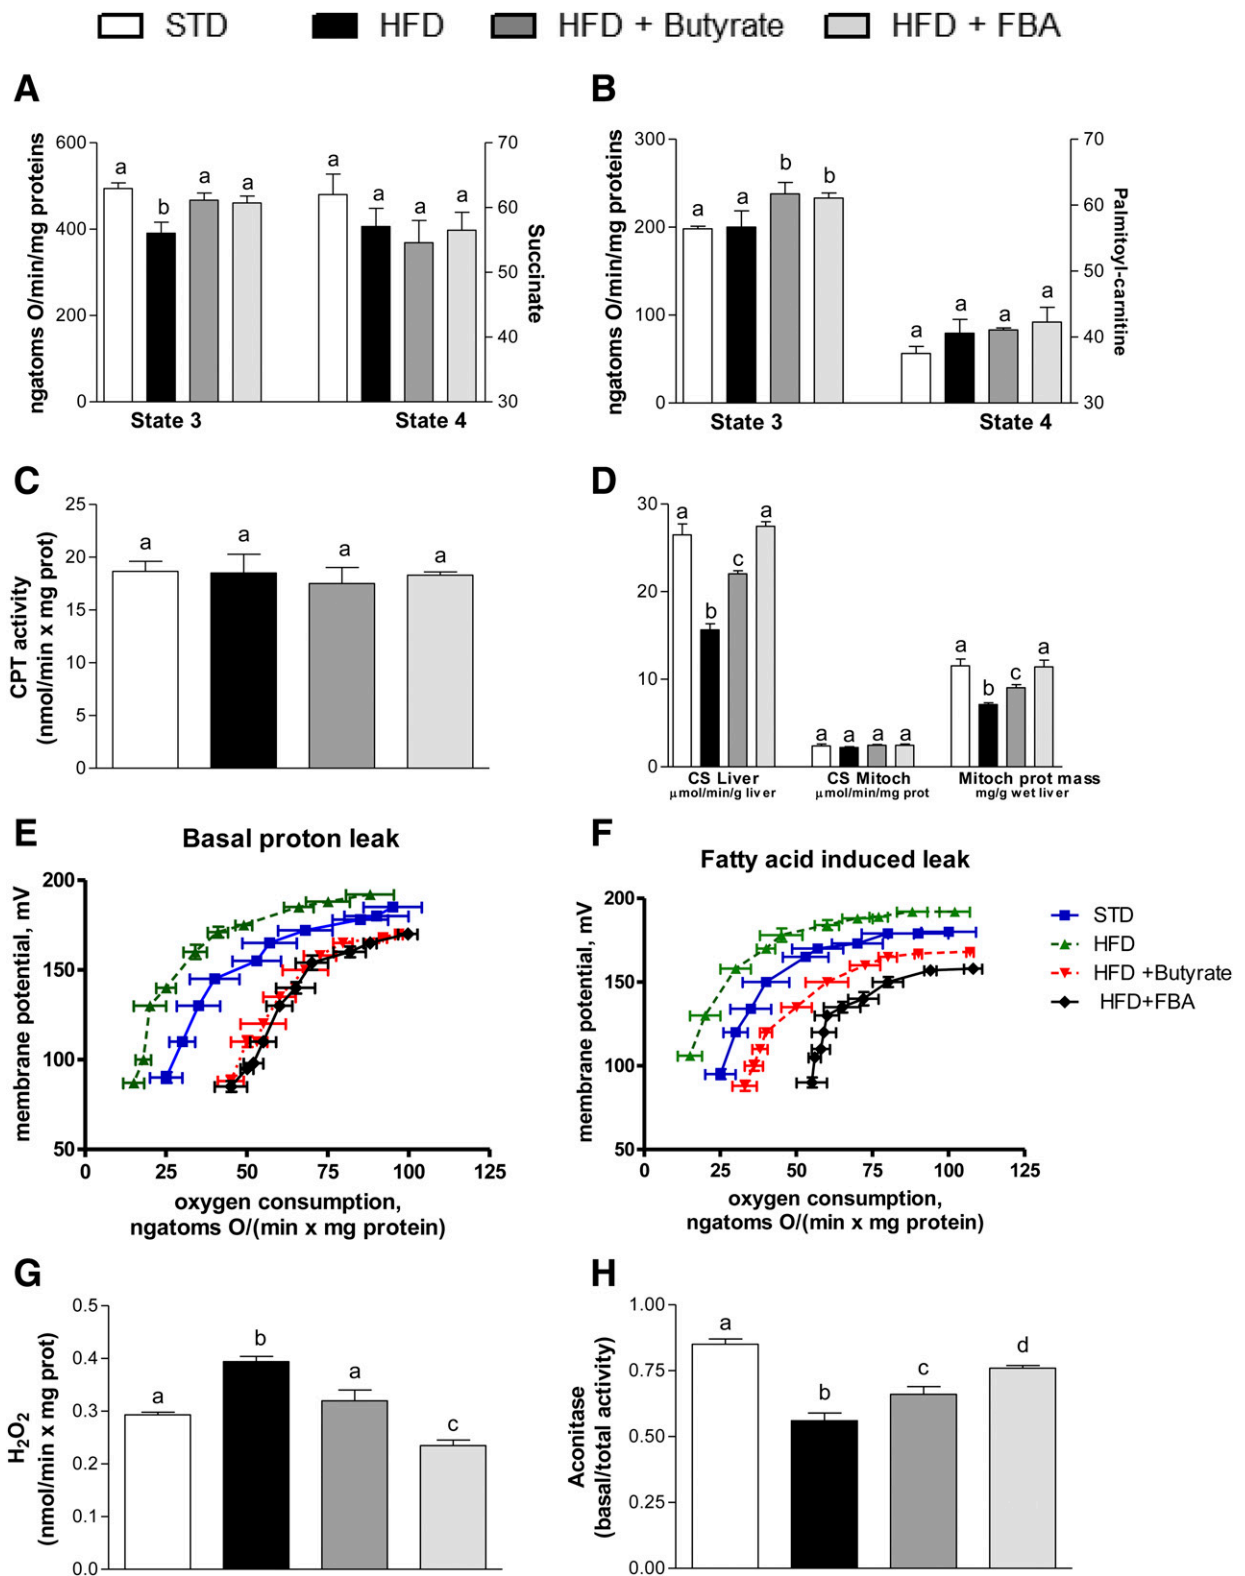 STD HFD HFD + Butyrate HFD + FBA
A
ngatoms O/min/mg proteins
600
400
200
0
a b a a
a a a a
70
60
50
40
30
Succinate
State 3 State 4
B
ngatoms O/min/mg proteins
300
200
100
0
a a b b
a a a a
70
60
50
40
30
Palmitoyl-carnitine
State 3 State 4
C
CPT activity
(nmol/min x mg prot)
25
20
15
10
5
0
a a a a
D
30
20
10
0
a b c a
a a a a
a b c a
CS Liver CS Mitoch Mitoch prot mass
μmol/min/g liver μmol/min/mg prot mg/g wet liver
E
Basal proton leak
membrane potential, mV
200
150
100
50
0 25 50 75 100 125
oxygen consumption,
ngatoms O/(min x mg protein)
F
Fatty acid induced leak
membrane potential, mV
200
150
100
50
0 25 50 75 100 125
oxygen consumption,
ngatoms O/(min x mg protein)
STD
HFD
HFD +Butyrate
HFD+FBA
G
H2O2
(nmol/min x mg prot)
0.5
0.4
0.3
0.2
0.1
0.0
a b a c
H
Aconitase
(basal/total activity)
1.00
0.75
0.50
0.25
0.00
a b c d